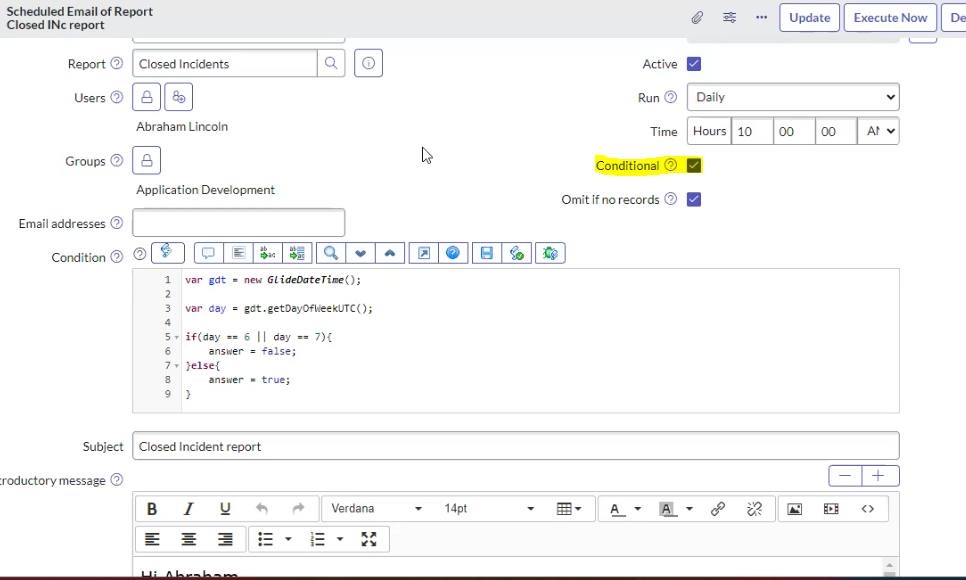 Scheduled Email of Report
Closed INc report
Update
Execute Now
De
Report
Closed Incidents
Active
Users
Run
Daily
Abraham Lincoln
Time
Hours
10
00
00
Groups
Conditional
Application Development
Omit if no records
Email addresses
Condition
1 var gdt = new GlideDateTime();
2
3 var day = gdt.getDayOfWeekUTC();
4
5 if(day == 6 || day == 7){
6 answer = false;
7 }else{
8 answer = true;
9 }
Subject
Closed Incident report
troductory message
B I U
Verdana
14pt
A
A
Hi Abraham